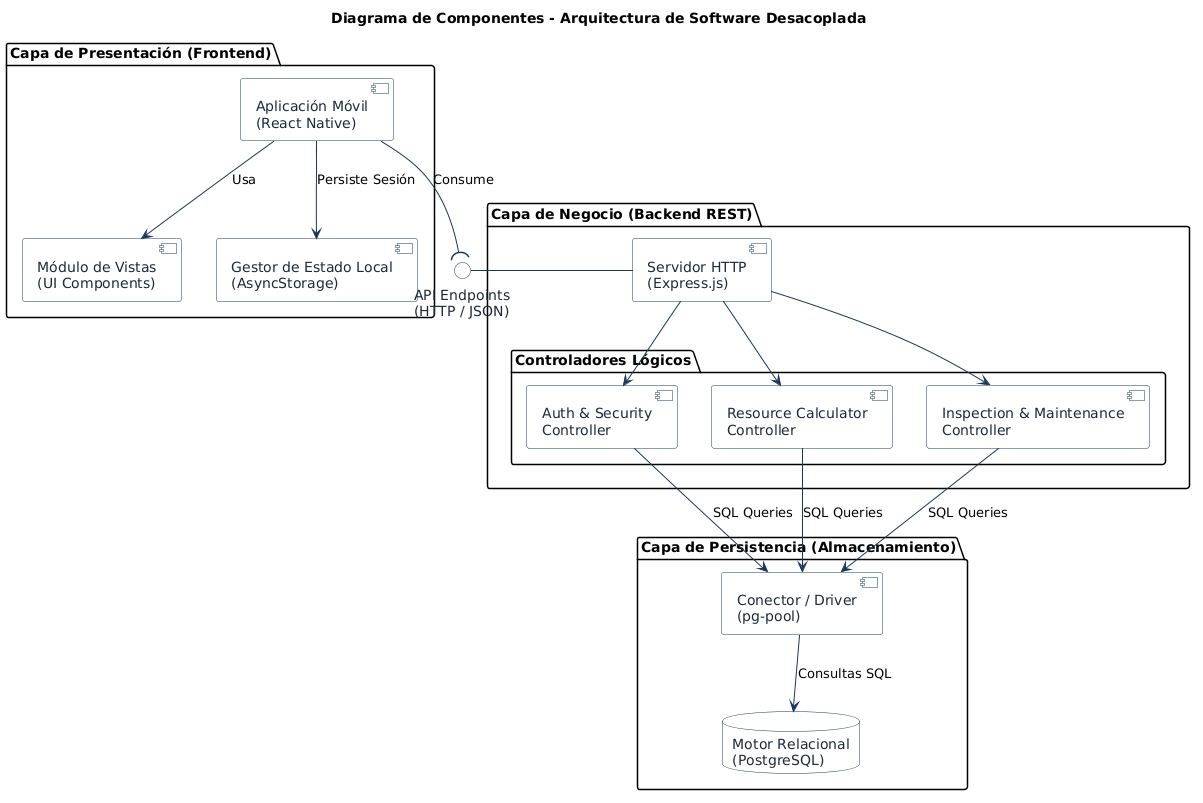 Diagrama de Componentes - Arquitectura de Software Desacoplada
Capa de Presentación (Frontend)
Aplicación Móvil
(React Native)
Usa
Persiste Sesión
Consume
Módulo de Vistas
(UI Components)
Gestor de Estado Local
(AsyncStorage)
API Endpoints
(HTTP / JSON)
Capa de Negocio (Backend REST)
Servidor HTTP
(Express.js)
Controladores Lógicos
Auth & Security
Controller
Resource Calculator
Controller
Inspection & Maintenance
Controller
SQL Queries
SQL Queries
SQL Queries
Capa de Persistencia (Almacenamiento)
Conector / Driver
(pg-pool)
Consultas SQL
Motor Relacional
(PostgreSQL)